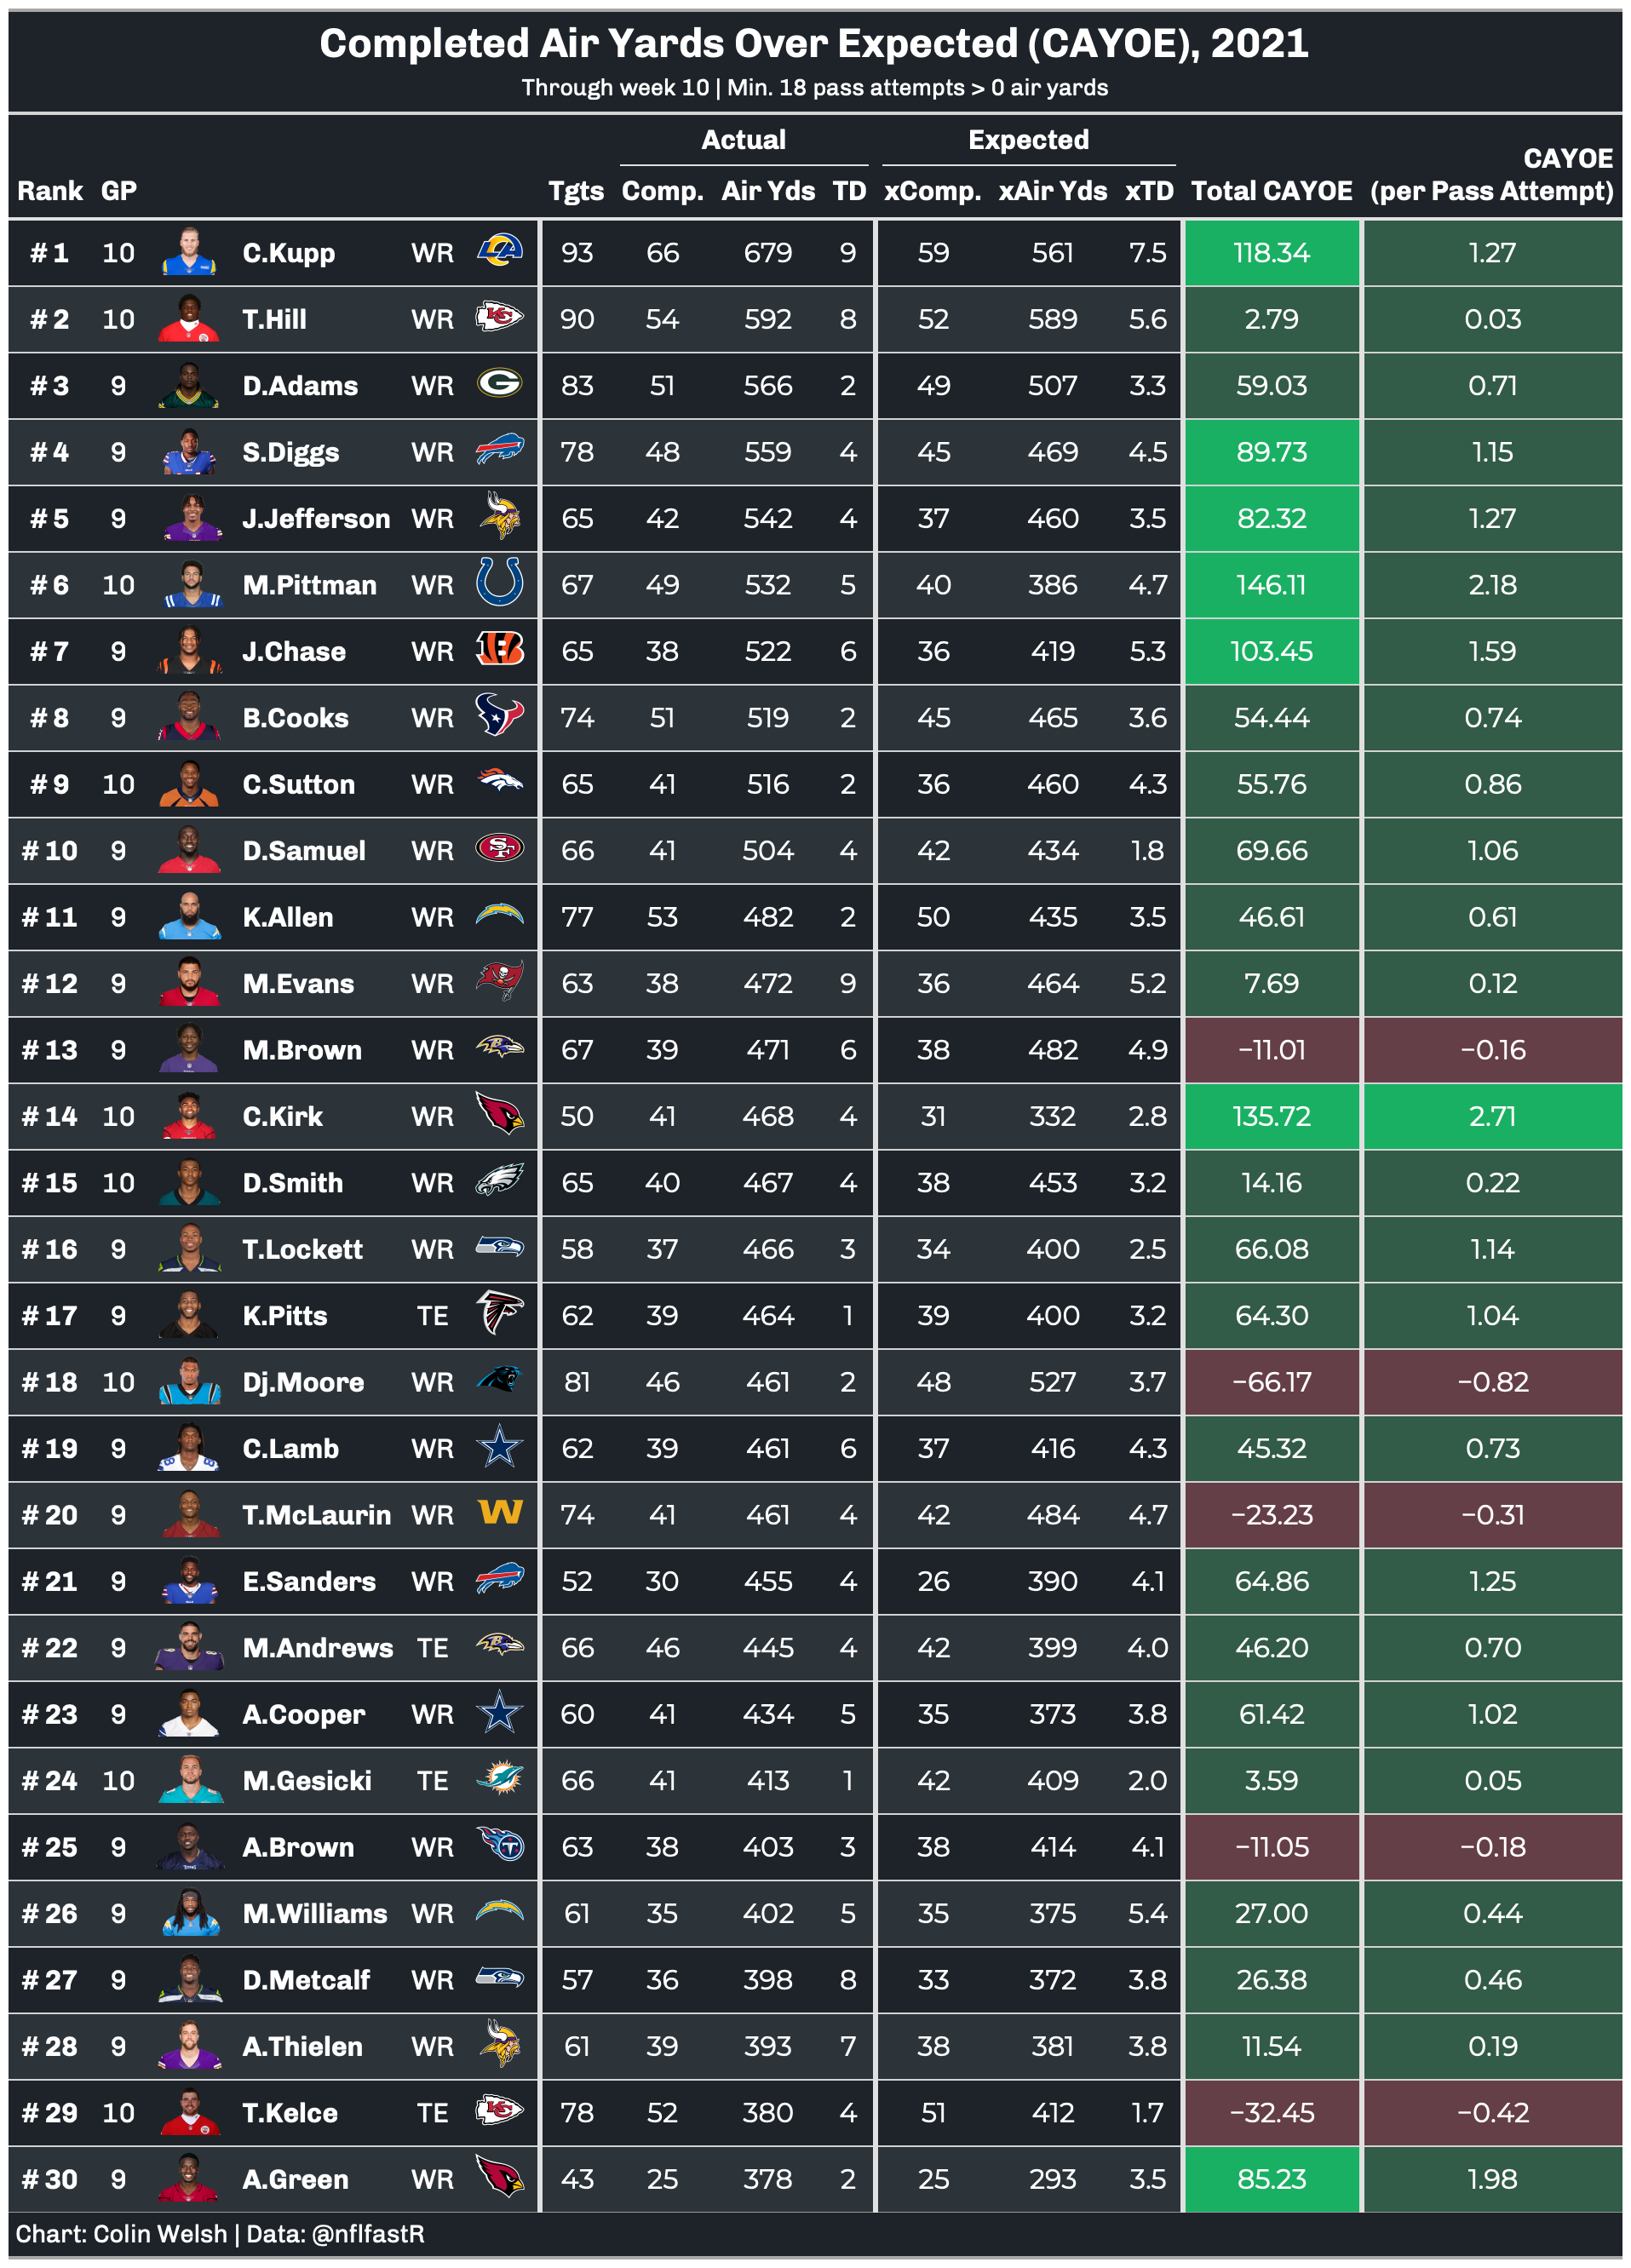 Completed Air Yards Over Expected (CAYOE), 2021
Through week 10 | Min. 18 pass attempts > 0 air yards
Actual Expected CAYOE
Rank GP Tgts Comp. Air Yds TD xComp. xAir Yds xTD Total CAYOE (per Pass Attempt)
# 1 10 C.Kupp WR 93 66 679 9 59 561 7.5 118.34 1.27
# 2 10 T.Hill WR 90 54 592 8 52 589 5.6 2.79 0.03
# 3 9 D.Adams WR 83 51 566 2 49 507 3.3 59.03 0.71
# 4 9 S.Diggs WR 78 48 559 4 45 469 4.5 89.73 1.15
# 5 9 J.Jefferson WR 65 42 542 4 37 460 3.5 82.32 1.27
# 6 10 M.Pittman WR 67 49 532 5 40 386 4.7 146.11 2.18
# 7 9 J.Chase WR 65 38 522 6 36 419 5.3 103.45 1.59
# 8 9 B.Cooks WR 74 51 519 2 45 465 3.6 54.44 0.74
# 9 10 C.Sutton WR 65 41 516 2 36 460 4.3 55.76 0.86
# 10 9 D.Samuel WR 66 41 504 4 42 434 1.8 69.66 1.06
# 11 9 K.Allen WR 77 53 482 2 50 435 3.5 46.61 0.61
# 12 9 M.Evans WR 63 38 472 9 36 464 5.2 7.69 0.12
# 13 9 M.Brown WR 67 39 471 6 38 482 4.9 −11.01 −0.16
# 14 10 C.Kirk WR 50 41 468 4 31 332 2.8 135.72 2.71
# 15 10 D.Smith WR 65 40 467 4 38 453 3.2 14.16 0.22
# 16 9 T.Lockett WR 58 37 466 3 34 400 2.5 66.08 1.14
# 17 9 K.Pitts TE 62 39 464 1 39 400 3.2 64.30 1.04
# 18 10 Dj.Moore WR 81 46 461 2 48 527 3.7 −66.17 −0.82
# 19 9 C.Lamb WR 62 39 461 6 37 416 4.3 45.32 0.73
# 20 9 T.McLaurin WR 74 41 461 4 42 484 4.7 −23.23 −0.31
# 21 9 E.Sanders WR 52 30 455 4 26 390 4.1 64.86 1.25
# 22 9 M.Andrews TE 66 46 445 4 42 399 4.0 46.20 0.70
# 23 9 A.Cooper WR 60 41 434 5 35 373 3.8 61.42 1.02
# 24 10 M.Gesicki TE 66 41 413 1 42 409 2.0 3.59 0.05
# 25 9 A.Brown WR 63 38 403 3 38 414 4.1 −11.05 −0.18
# 26 9 M.Williams WR 61 35 402 5 35 375 5.4 27.00 0.44
# 27 9 D.Metcalf WR 57 36 398 8 33 372 3.8 26.38 0.46
# 28 9 A.Thielen WR 61 39 393 7 38 381 3.8 11.54 0.19
# 29 10 T.Kelce TE 78 52 380 4 51 412 1.7 −32.45 −0.42
# 30 9 A.Green WR 43 25 378 2 25 293 3.5 85.23 1.98
Chart: Colin Welsh | Data: @nflfastR